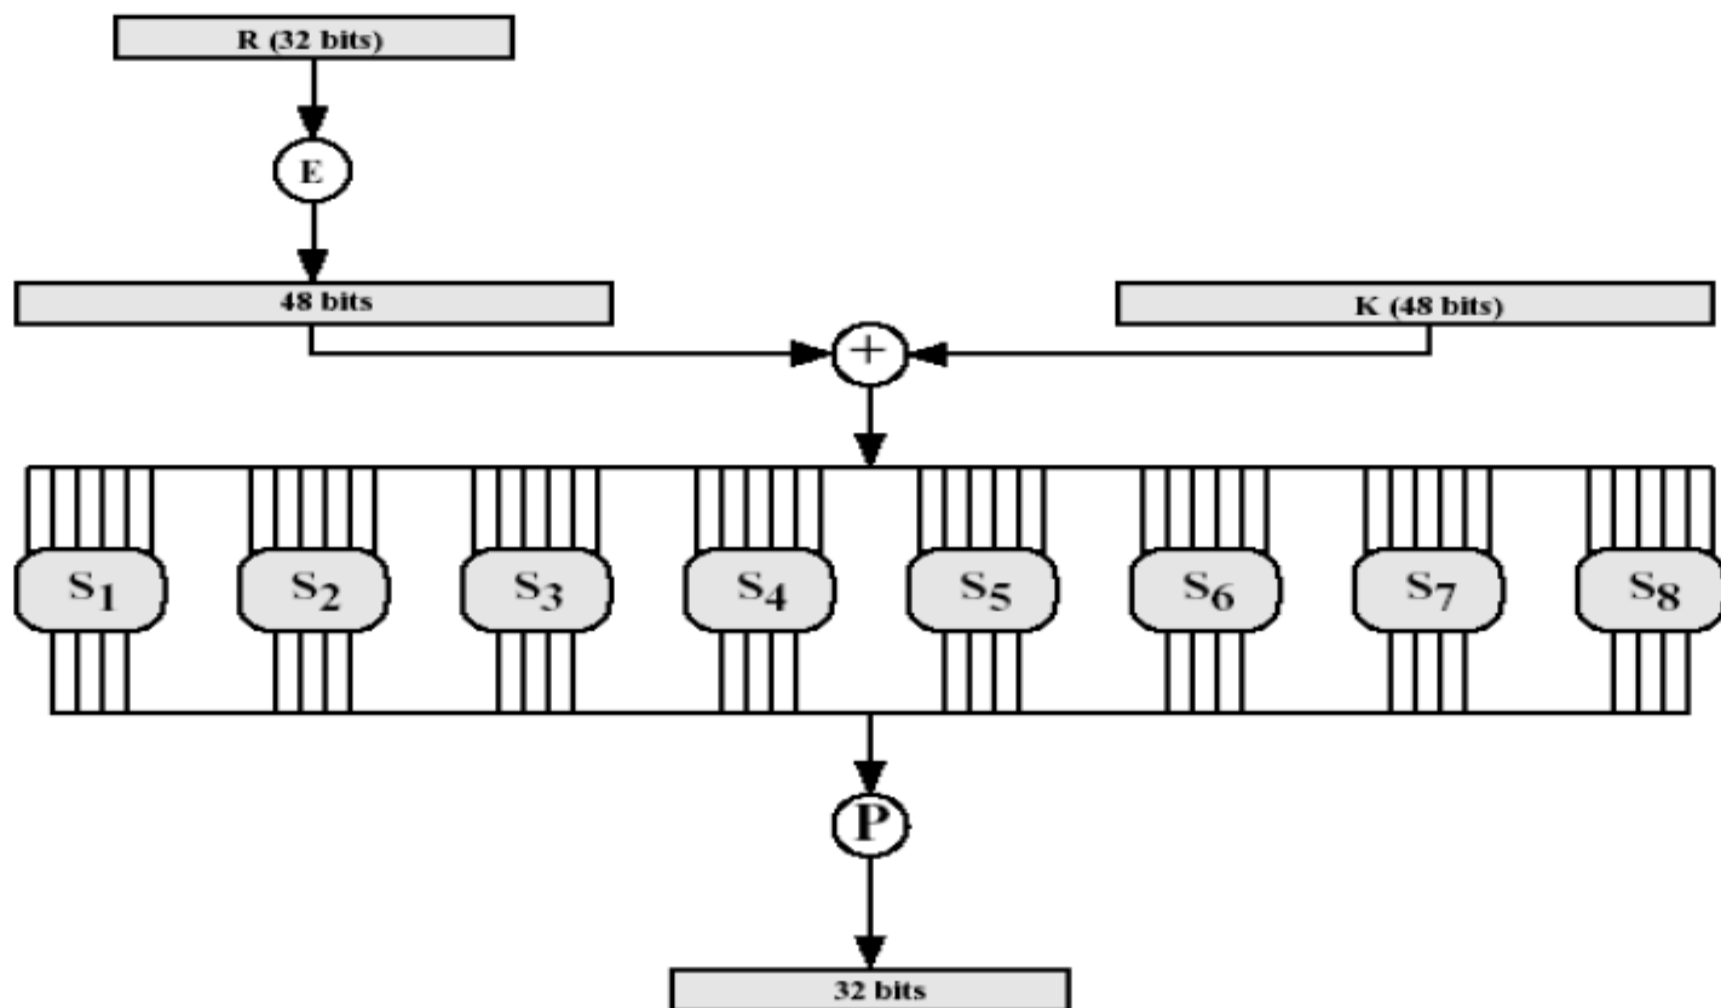 R (32 bits)
E
48 bits
K (48 bits)
+
S1 S2 S3 S4 S5 S6 S7 S8
P
32 bits